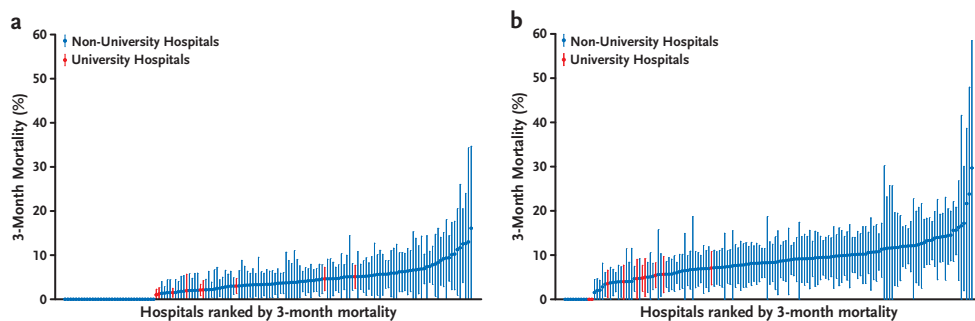 a
60
50
40
30
20
10
0
3-Month Mortality (%)
Non-University Hospitals
University Hospitals
Hospitals ranked by 3-month mortality
b
60
50
40
30
20
10
0
3-Month Mortality (%)
Non-University Hospitals
University Hospitals
Hospitals ranked by 3-month mortality